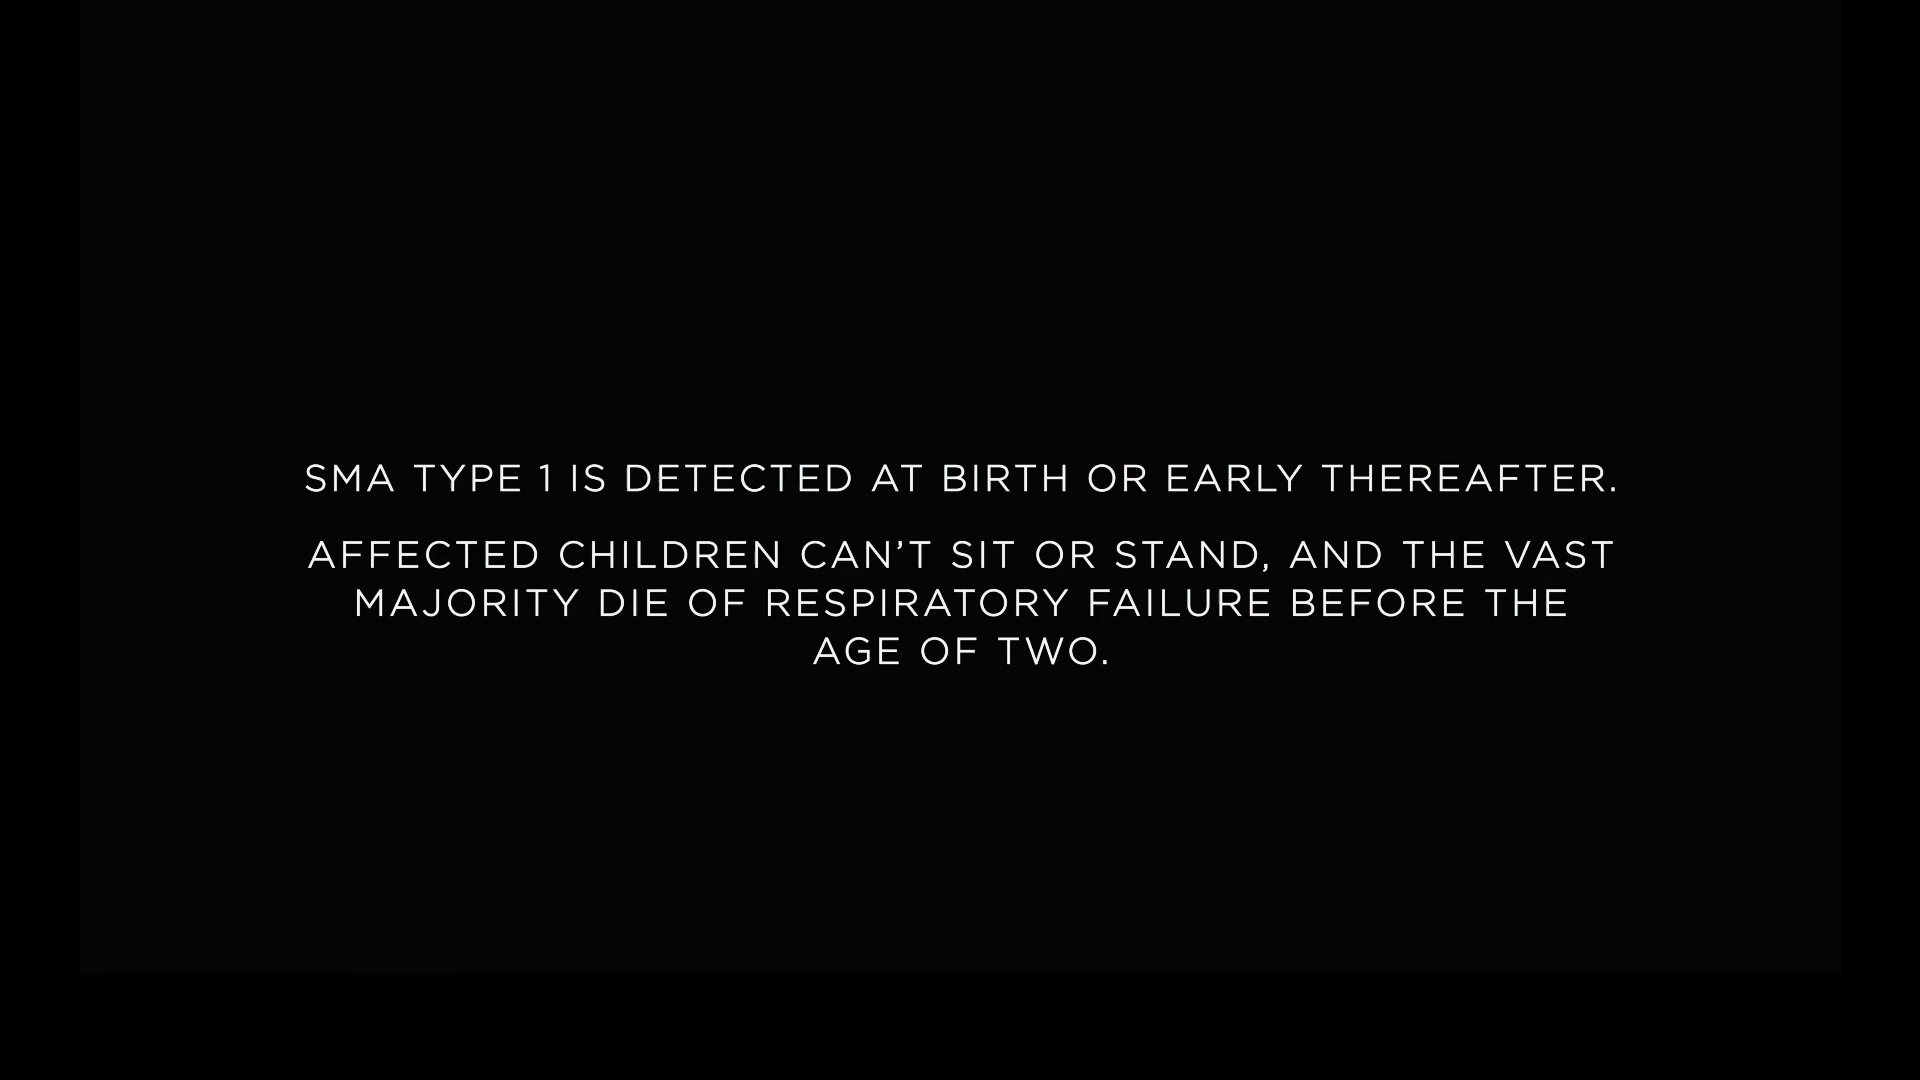 SMA TYPE 1 IS DETECTED AT BIRTH OR EARLY THEREAFTER.
AFFECTED CHILDREN CAN’T SIT OR STAND, AND THE VAST
MAJORITY DIE OF RESPIRATORY FAILURE BEFORE THE
AGE OF TWO.